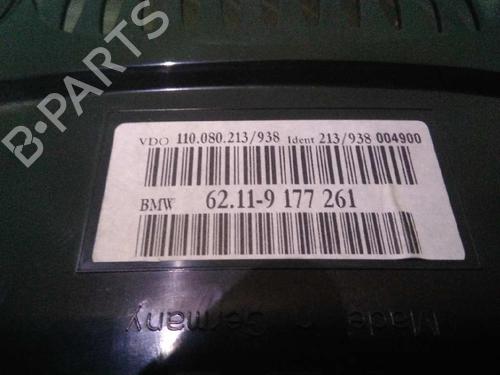 B·PARTS
VDO 110.080.213/938 Ident 213/938 004900
BMW 62.11-9 177 261
Made in Germany